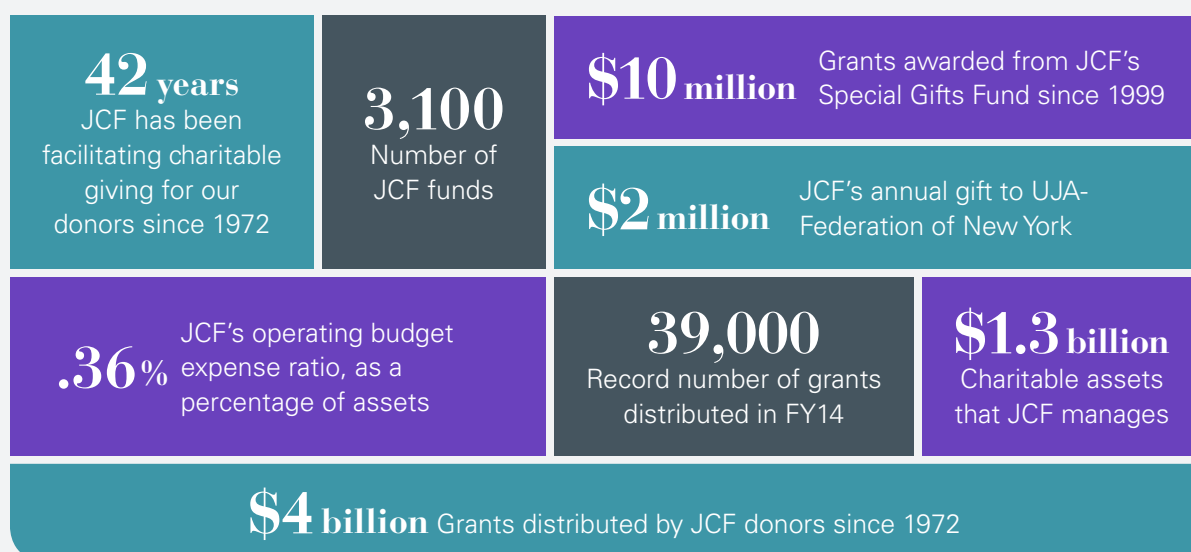 42 years
JCF has been
facilitating charitable
giving for our
donors since 1972
3,100
Number of
JCF funds
$10 million
Grants awarded from JCF’s
Special Gifts Fund since 1999
$2 million
JCF’s annual gift to UJA-
Federation of New York
.36%
JCF’s operating budget
expense ratio, as a
percentage of assets
39,000
Record number of grants
distributed in FY14
$1.3 billion
Charitable assets
that JCF manages
$4 billion Grants distributed by JCF donors since 1972